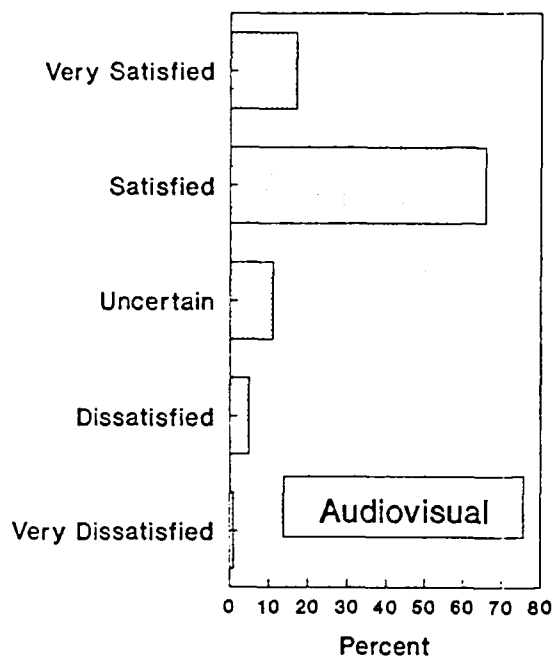 Very Satisfied
Satisfied
Uncertain
Dissatisfied
Very Dissatisfied
Audiovisual
0 10 20 30 40 50 60 70 80
Percent